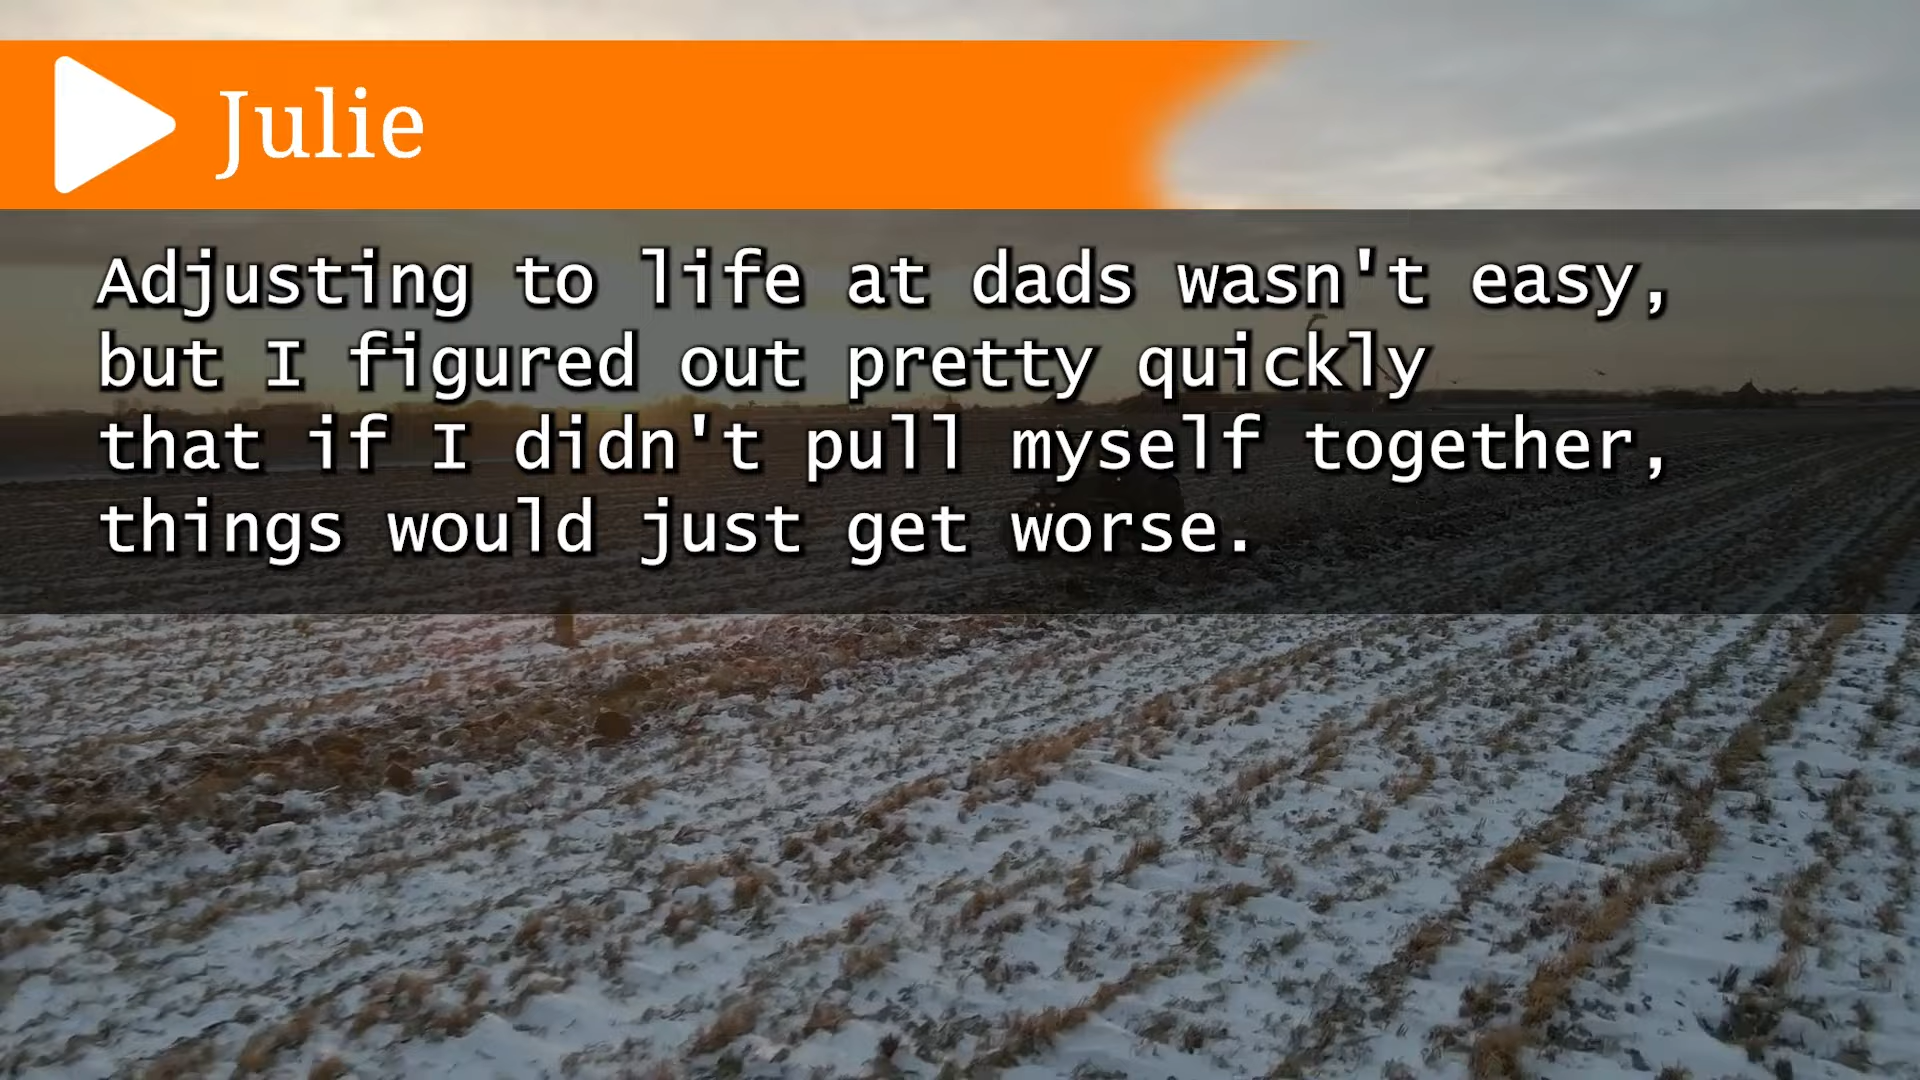 Julie
Adjusting to life at dads wasn't easy,
but I figured out pretty quickly
that if I didn't pull myself together,
things would just get worse.